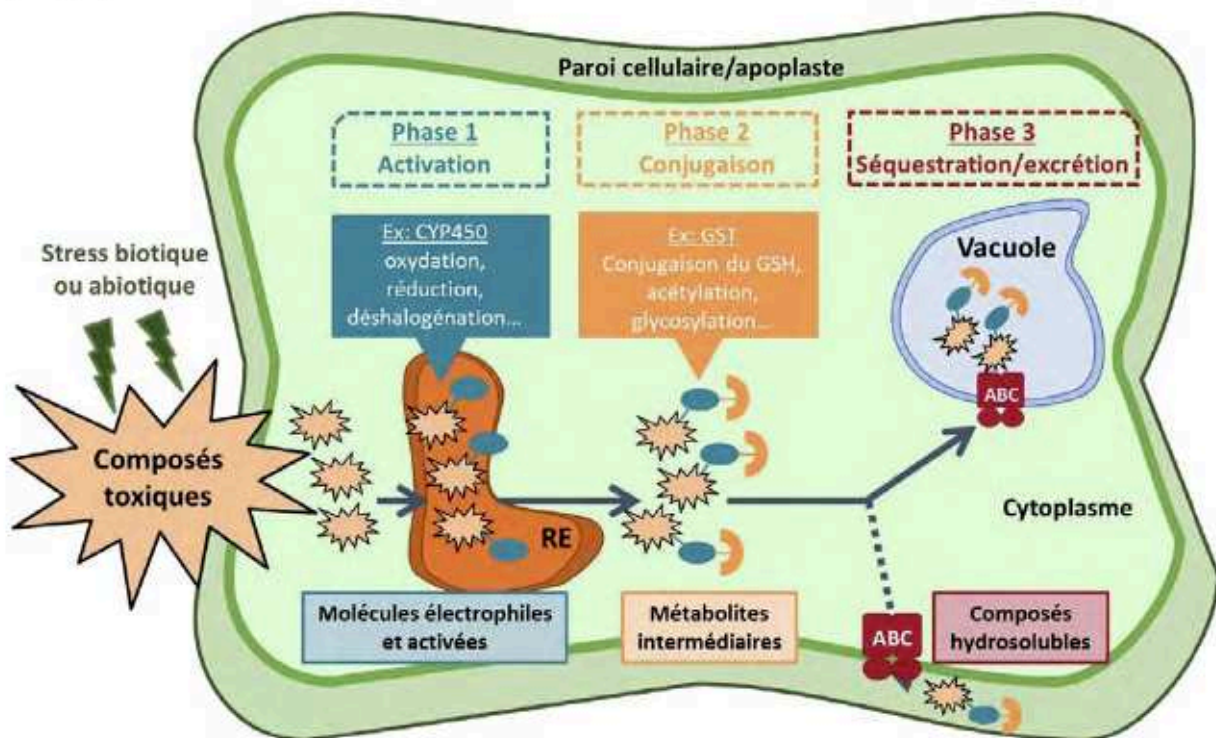 Paroi cellulaire/apoplaste
Phase 1
Activation
Phase 2
Conjugaison
Phase 3
Séquestration/excrétion
Ex: CYP450
oxydation,
réduction,
déshalogénation...
Ex: GST
Conjugaison du GSH,
acétylation,
glycosylation...
Vacuole
ABC
Stress biotique
ou abiotique
Composés
toxiques
RE
Cytoplasme
Molécules électrophiles
et activées
Métabolites
intermédiaires
ABC
Composés
hydrosolubles